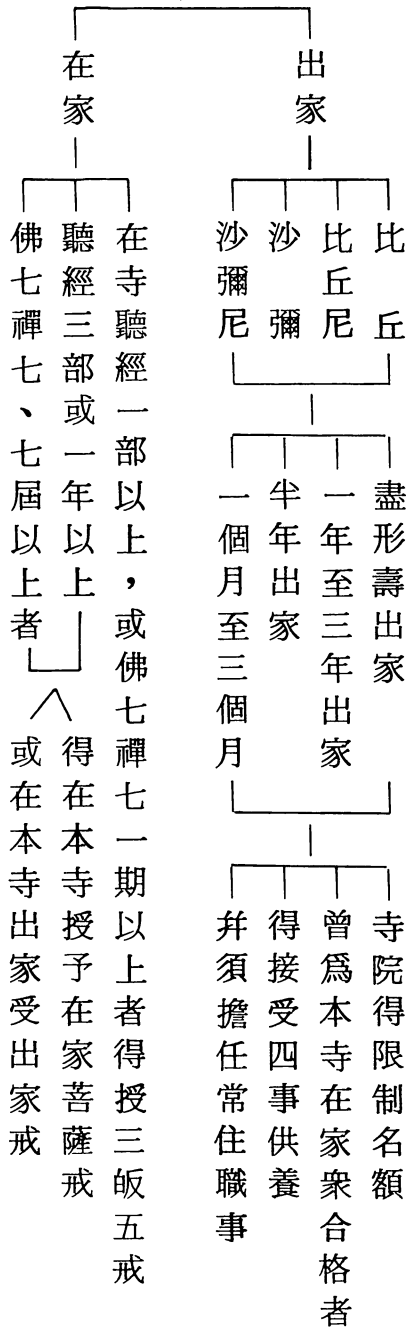 出家
比丘
比丘尼
沙彌
沙彌尼
盡形壽出家
一年至三年出家
半年出家
一個月至三個月
寺院得限制名額
曾爲本寺在家衆合格者
得接受四事供養
幷須擔任常住職事
在家
在寺聽經一部以上，或佛七禪七一期以上者得授三皈五戒
聽經三部或一年以上
佛七禪七、七屆以上者
得在本寺授予在家菩薩戒
或在本寺出家受出家戒